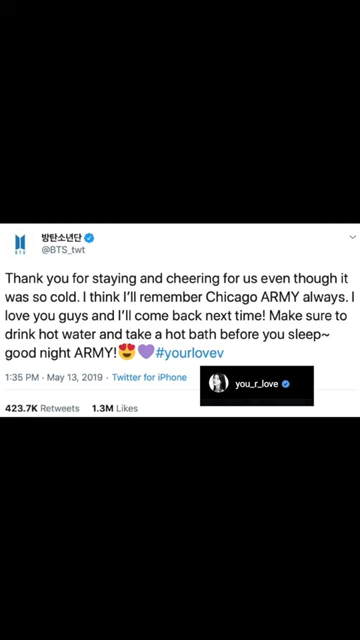 방탄소년단
@BTS_twt
BTS
Thank you for staying and cheering for us even though it
was so cold. I think I'll remember Chicago ARMY always. I
love you guys and I'll come back next time! Make sure to
drink hot water and take a hot bath before you sleep~
good night ARMY!😍💜#yourlovev
1:35 PM · May 13, 2019 · Twitter for iPhone
you_r_love
423.7K Retweets 1.3M Likes